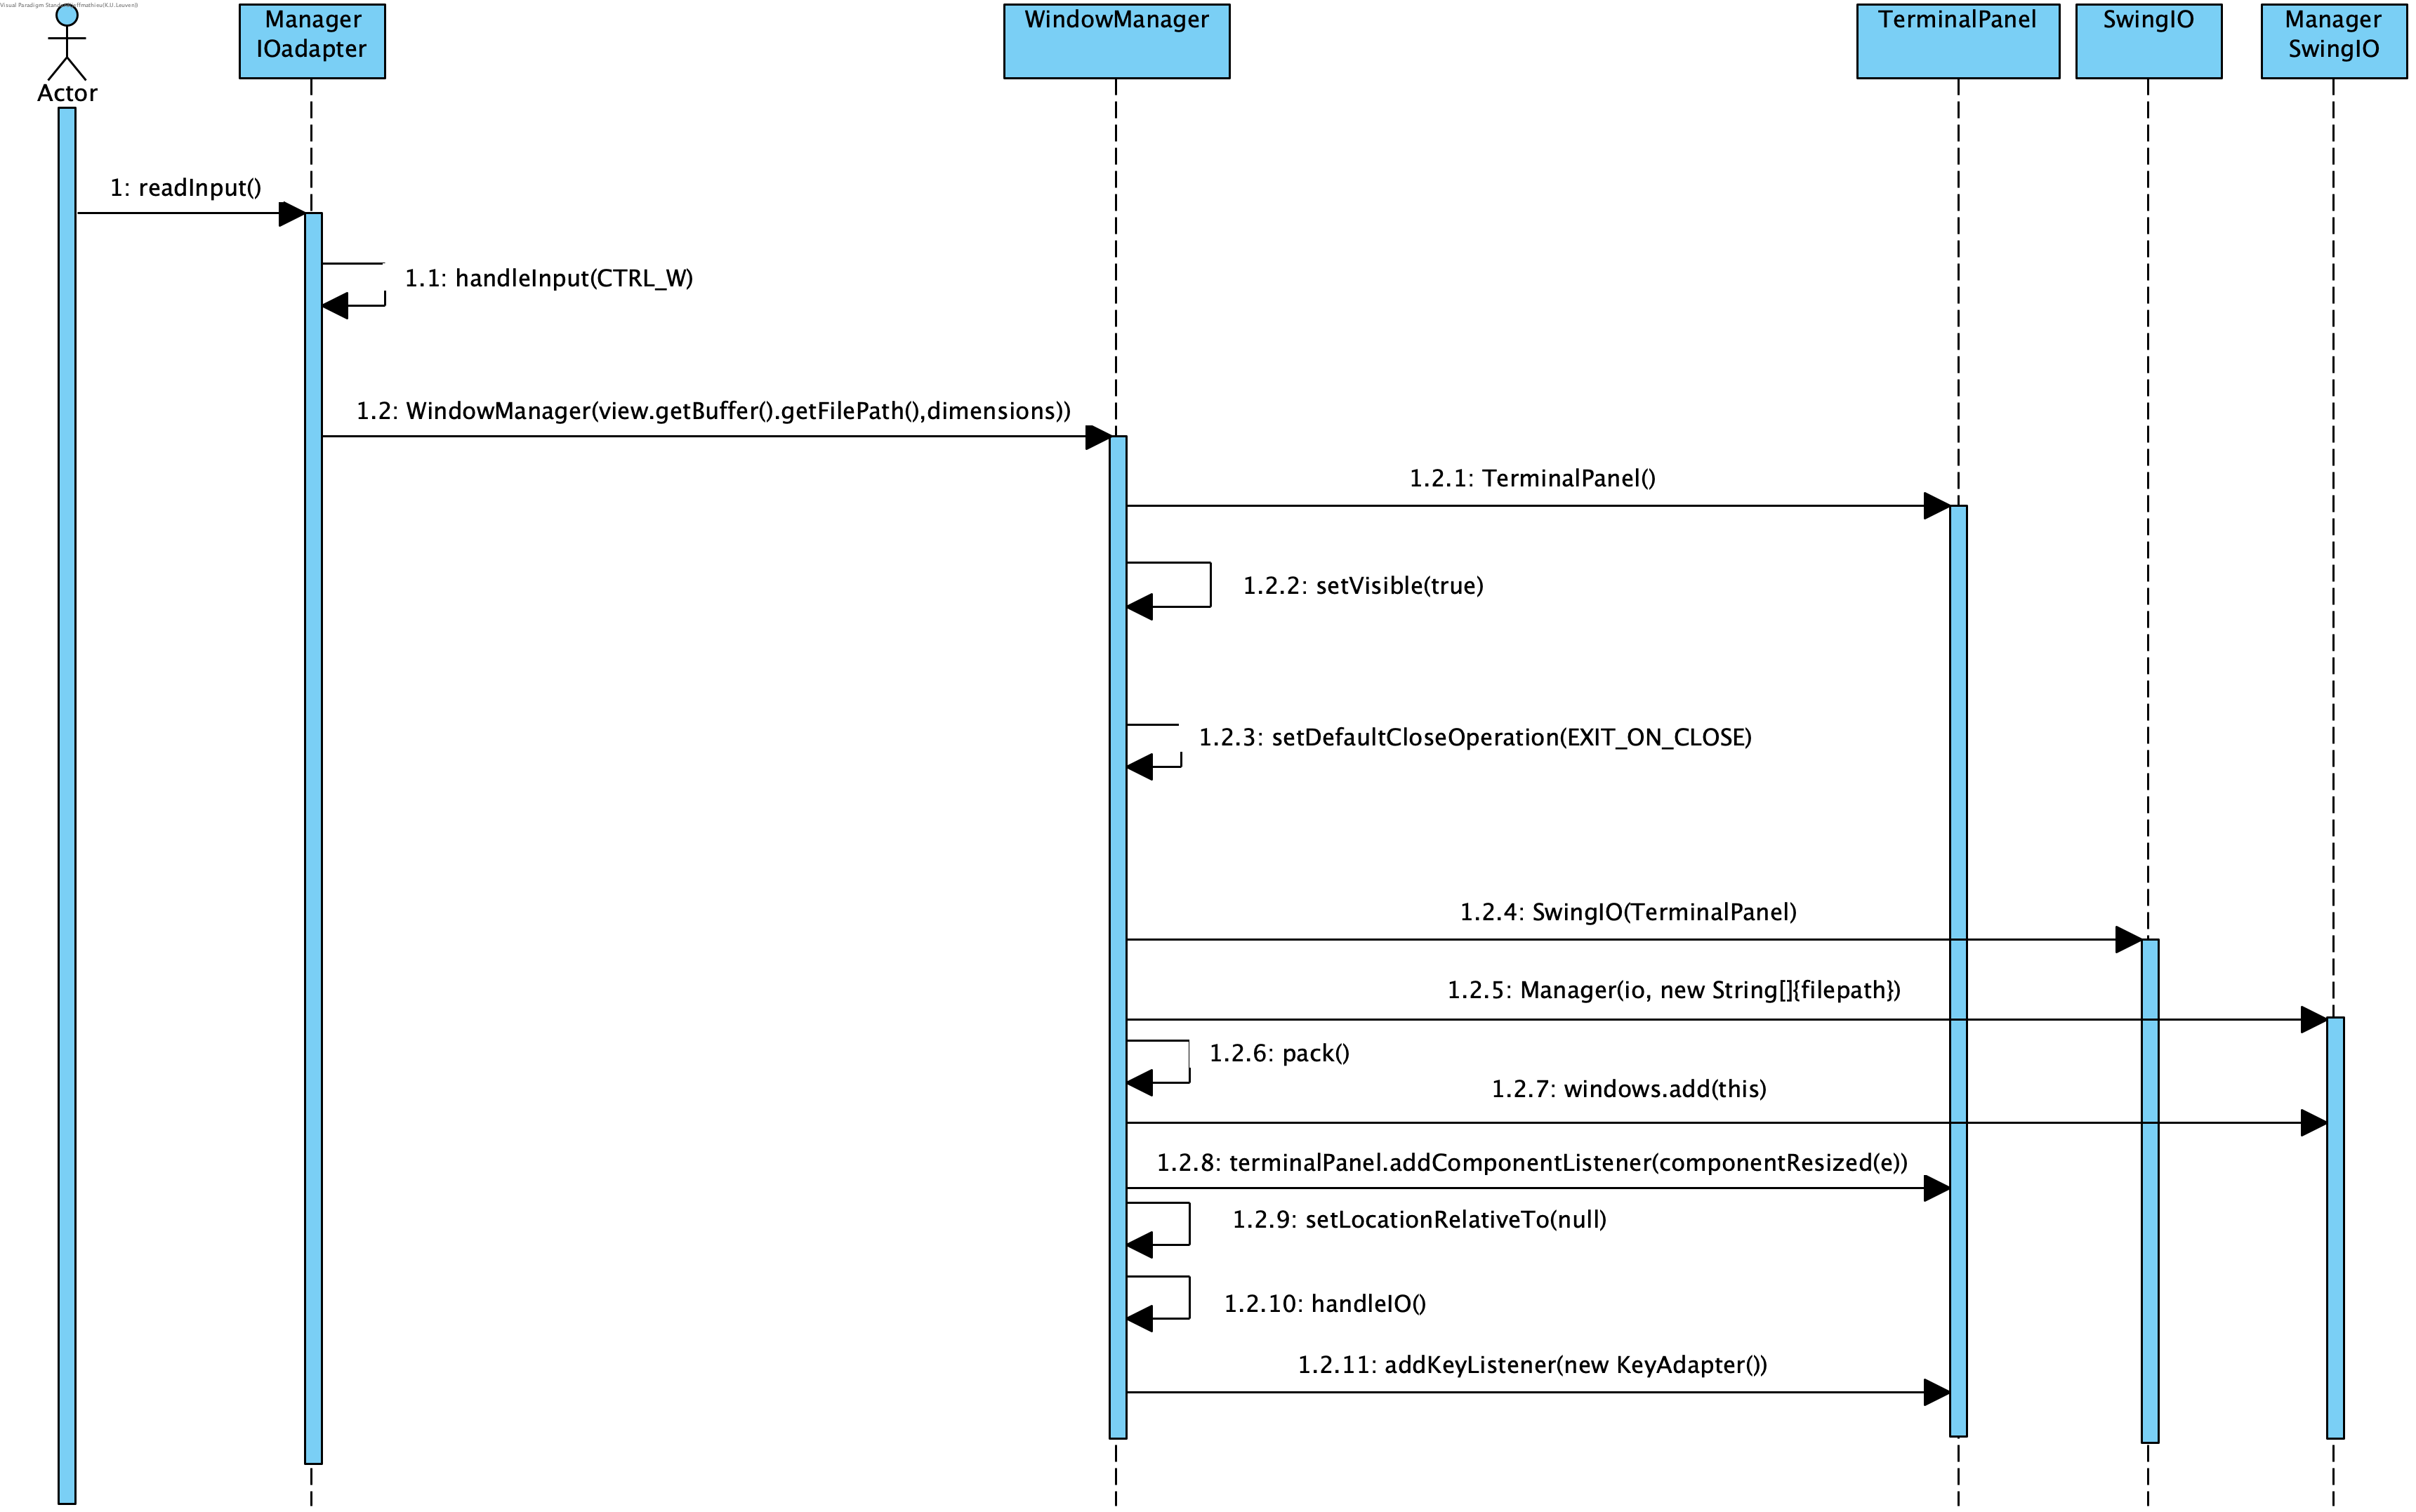 Manager
IOadapter
WindowManager
TerminalPanel
SwingIO
Manager
SwingIO
Actor
1: readInput()
1.1: handleInput(CTRL_W)
1.2: WindowManager(view.getBuffer().getFilePath(),dimensions))
1.2.1: TerminalPanel()
1.2.2: setVisible(true)
1.2.3: setDefaultCloseOperation(EXIT_ON_CLOSE)
1.2.4: SwingIO(TerminalPanel)
1.2.5: Manager(io, new String[]{filepath})
1.2.6: pack()
1.2.7: windows.add(this)
1.2.8: terminalPanel.addComponentListener(componentResized(e))
1.2.9: setLocationRelativeTo(null)
1.2.10: handleIO()
1.2.11: addKeyListener(new KeyAdapter())